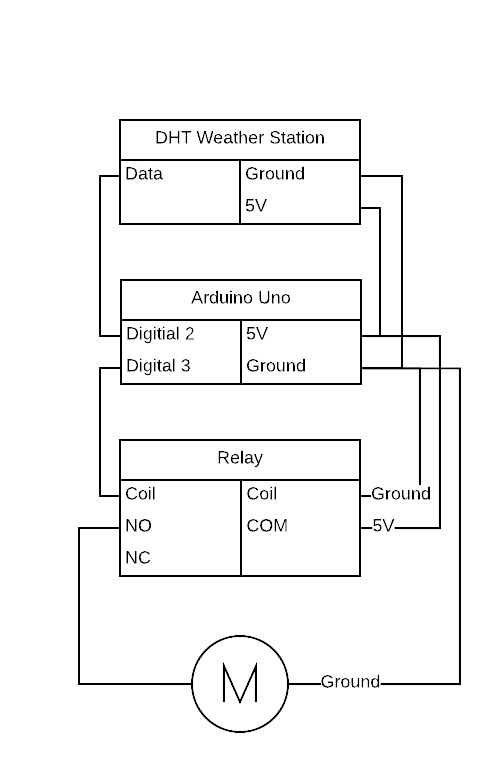 DHT Weather Station
Data Ground
5V
Arduino Uno
Digitial 2 5V
Digital 3 Ground
Relay
Coil Coil Ground
NO COM 5V
NC
M Ground